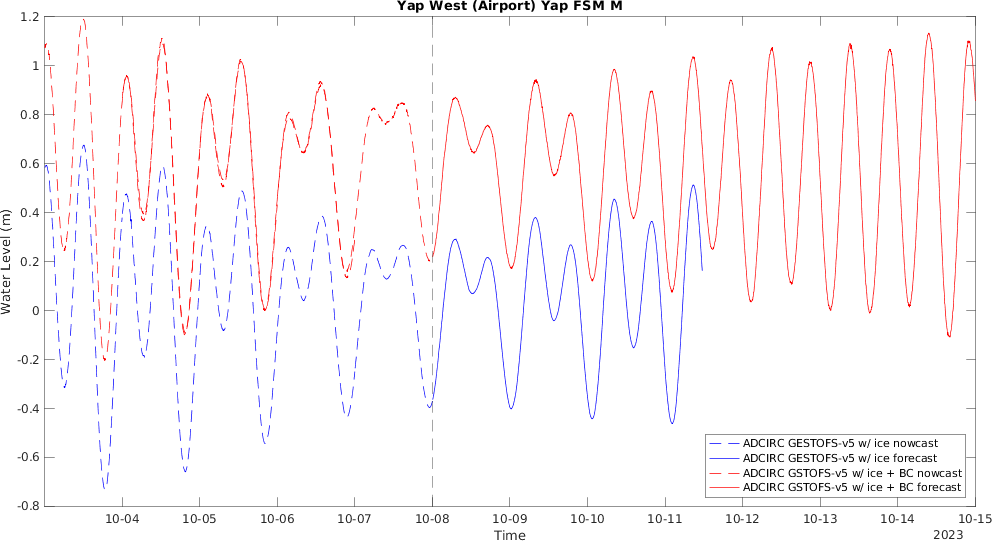 Yap West (Airport) Yap FSM M
1.2
1
0.8
0.6
0.4
0.2
0
-0.2
-0.4
-0.6
-0.8
Water Level (m)
ADCIRC GESTOFS-v5 w/ ice nowcast
ADCIRC GESTOFS-v5 w/ ice forecast
ADCIRC GSTOFS-v5 w/ ice + BC nowcast
ADCIRC GSTOFS-v5 w/ ice + BC forecast
10-04 10-05 10-06 10-07 10-08 10-09 10-10 10-11 10-12 10-13 10-14 10-15
Time
2023